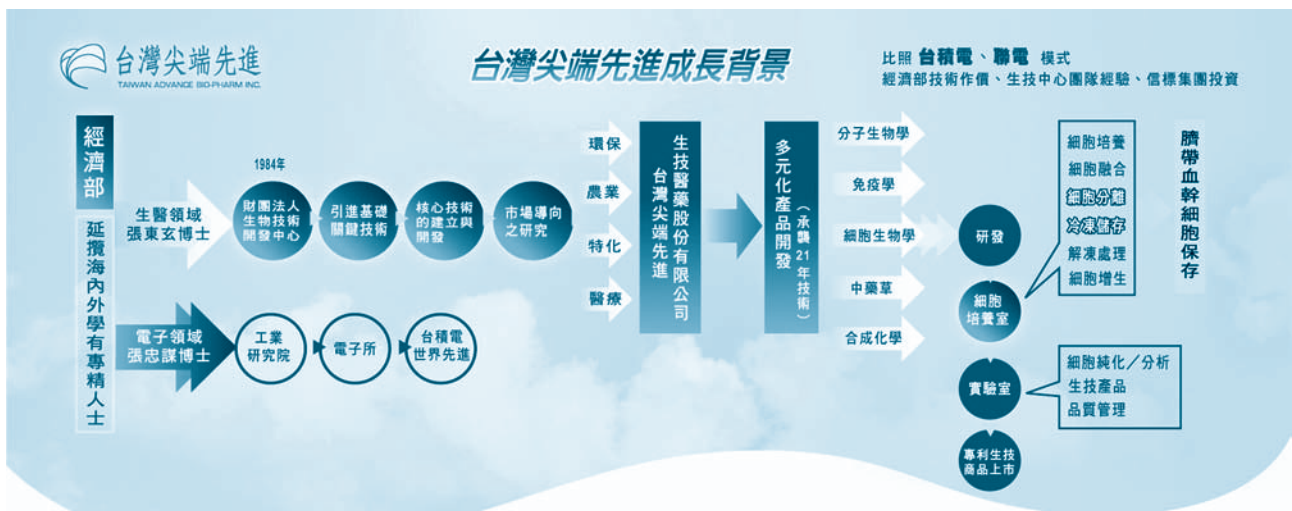 台灣尖端先進
TAIWAN ADVANCE BIO-PHARM INC.
台灣尖端先進成長背景
比照 台積電、聯電 模式
經濟部技術作價、生技中心團隊經驗、信標集團投資
經濟部
延攬海內外學有專精人士
生醫領域
張東玄博士
1984年
財團法人
生物技術
開發中心
引進基礎
關鍵技術
核心技術
的建立與
開發
市場導向
之研究
環保
農業
特化
醫療
生技醫藥股份有限公司
台灣尖端先進
多元化產品開發
（承襲21年技術）
分子生物學
免疫學
細胞生物學
中藥草
合成化學
研發
細胞
培養室
實驗室
專利生技
商品上市
細胞培養
細胞融合
細胞分離
冷凍儲存
解凍處理
細胞增生
臍帶血幹細胞保存
細胞純化／分析
生技產品
品質管理
電子領域
張忠謀博士
工業
研究院
電子所
台積電
世界先進